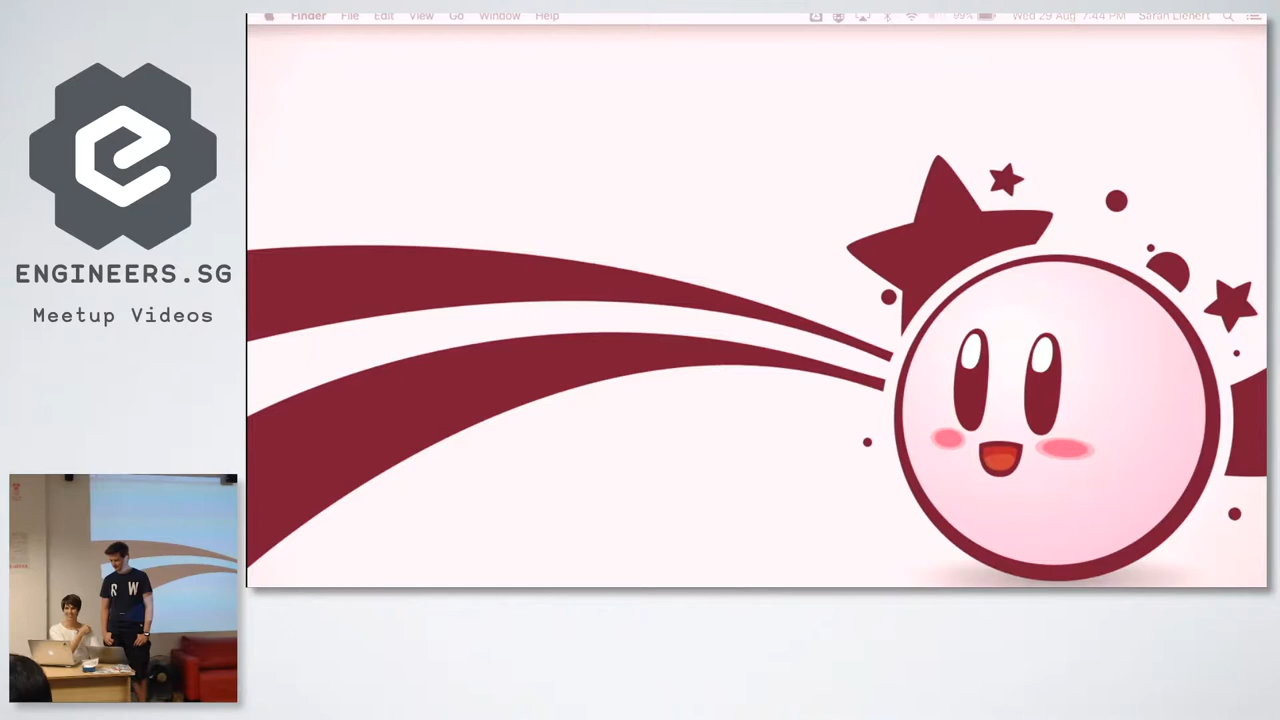 Finder File Edit View Go Window Help
99% Wed 29 Aug 7:44 PM Sarah Lienert
ENGINEERS.SG
Meetup Videos
R W